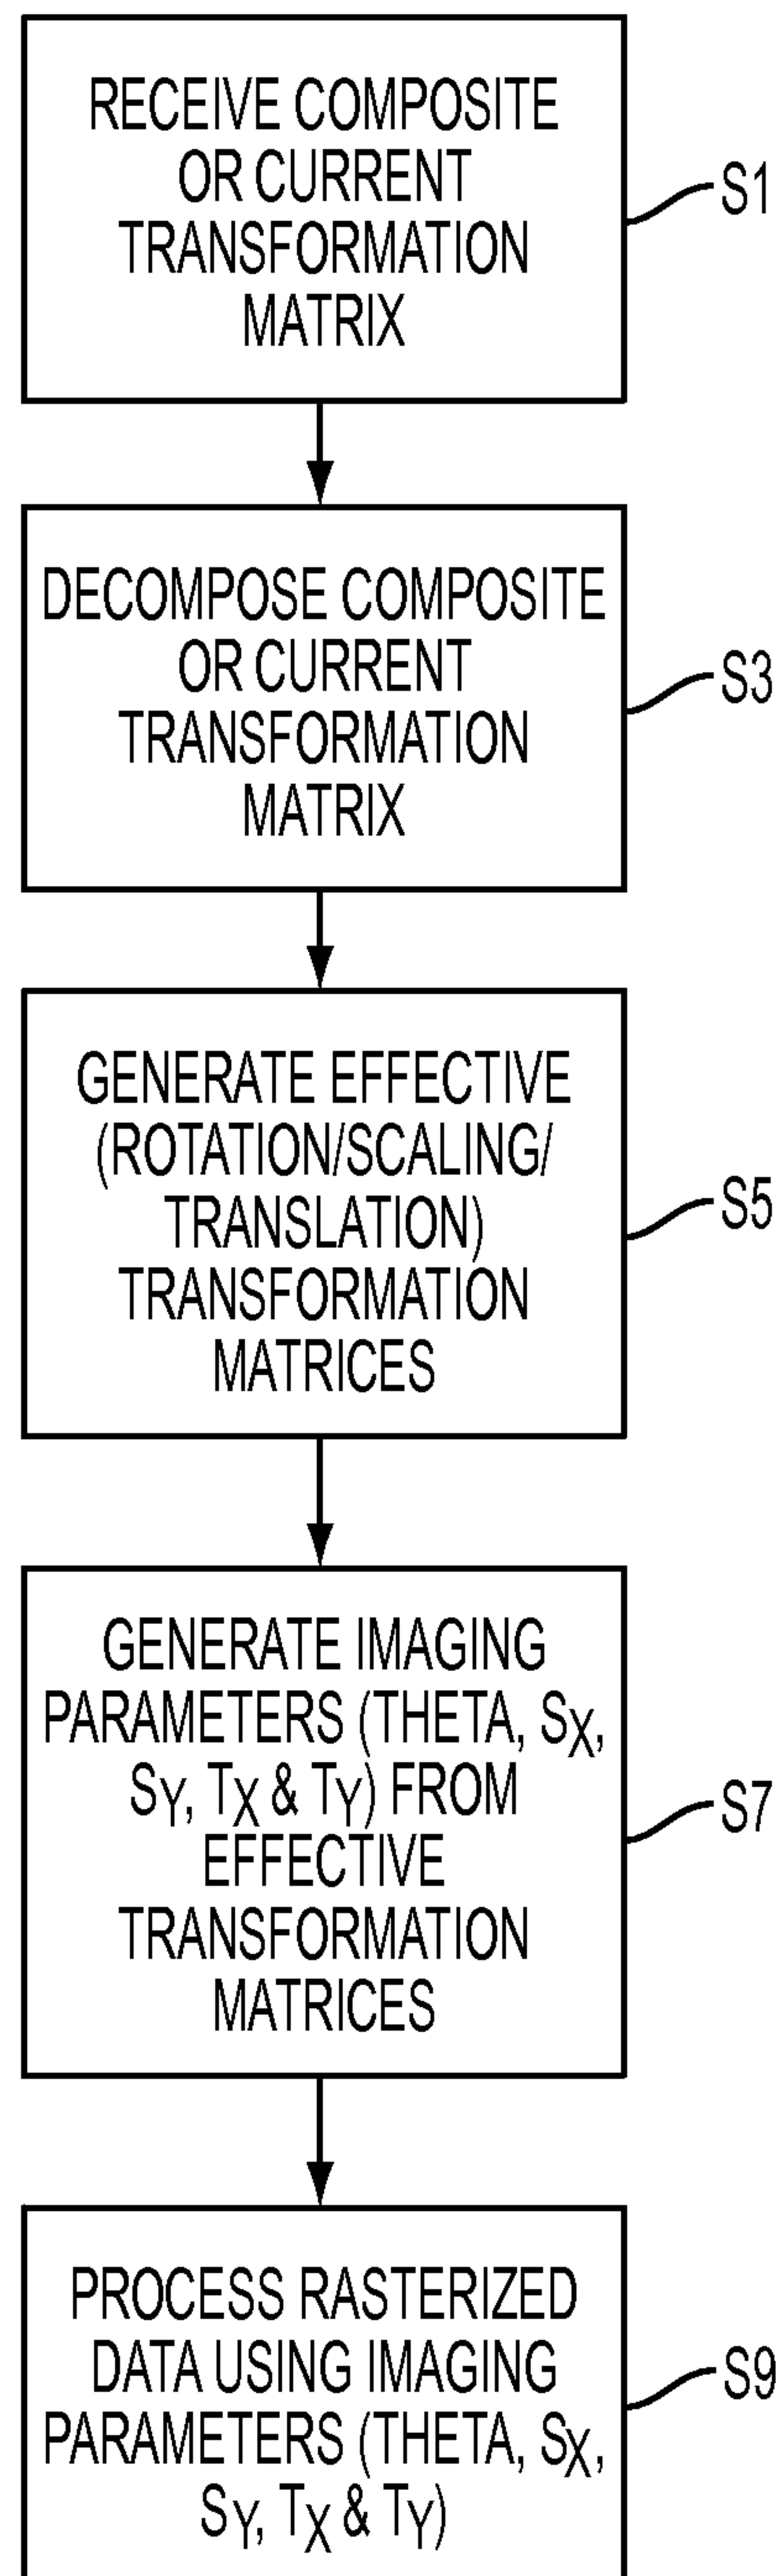 RECEIVE COMPOSITE
OR CURRENT
TRANSFORMATION
MATRIX
S1
DECOMPOSE COMPOSITE
OR CURRENT
TRANSFORMATION
MATRIX
S3
GENERATE EFFECTIVE
(ROTATION/SCALING/
TRANSLATION)
TRANSFORMATION
MATRICES
S5
GENERATE IMAGING
PARAMETERS (THETA, SX,
SY, TX & TY) FROM
EFFECTIVE
TRANSFORMATION
MATRICES
S7
PROCESS RASTERIZED
DATA USING IMAGING
PARAMETERS (THETA, SX,
SY, TX & TY)
S9